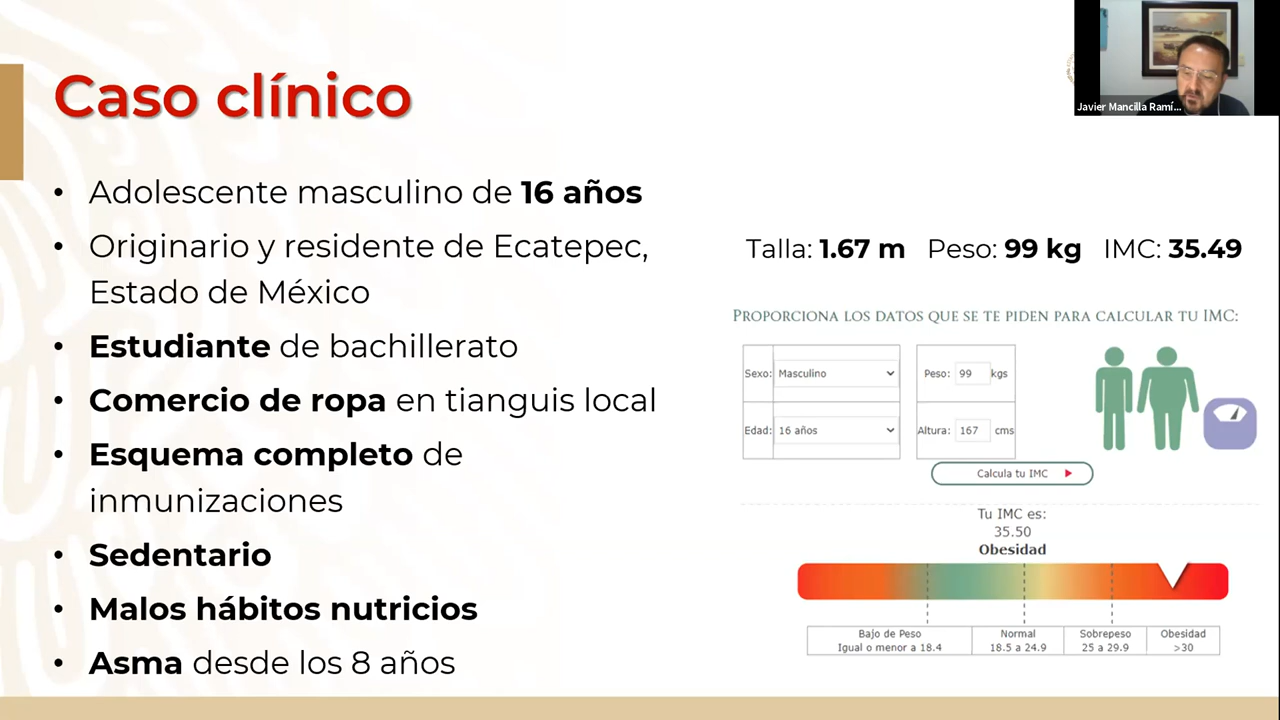 Caso clínico
Javier Mancilla Ramí...
• Adolescente masculino de 16 años
• Originario y residente de Ecatepec,
Estado de México
• Estudiante de bachillerato
• Comercio de ropa en tianguis local
• Esquema completo de
inmunizaciones
• Sedentario
• Malos hábitos nutricios
• Asma desde los 8 años
Talla: 1.67 m Peso: 99 kg IMC: 35.49
PROPORCIONA LOS DATOS QUE SE TE PIDEN PARA CALCULAR TU IMC:
Sexo: Masculino Peso: 99 kgs
Edad: 16 años Altura: 167 cms
Calcula tu IMC
Tu IMC es:
35.50
Obesidad
Bajo de Peso Normal Sobrepeso Obesidad
Igual o menor a 18.4 18.5 a 24.9 25 a 29.9 >30